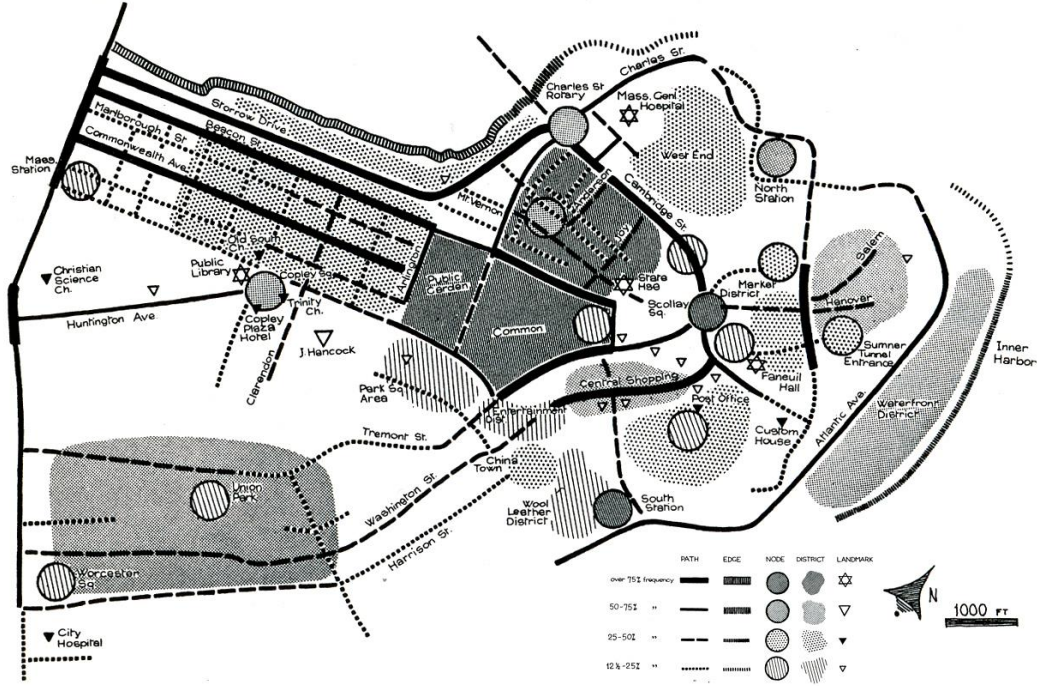 Charles St.
Charles St
Rotary
Mass. Genl.
Hospital
Storrow Drive
Beacon St.
Marlborough St
Commonwealth Ave.
Mass.
Station
West End
North
Station
Mt. Vernon
Anderson
Joy
Cambridge St.
Salem
Hanover
Market
District
State
Hse
Scollay
Sq.
Public
Garden
Arlington
Common
Old So.
Ch.
Public
Library
Copley Sq.
Trinity
Ch.
Copley
Plaza
Hotel
Christian
Science
Ch.
Huntington Ave.
J. Hancock
Clarendon
Sumner
Tunnel
Entrance
Faneuil
Hall
Inner
Harbor
Park Sq.
Area
Central Shopping
Post Office
Entertainment
Dist.
Custom
House
Atlantic Ave.
Waterfront
District
Tremont St.
China
Town
Washington St
Harrison St.
Wool
Leather
District
South
Station
Union
Park
Worcester
Sq.
City
Hospital
PATH EDGE NODE DISTRICT LANDMARK
over 75% frequency
50-75% "
25-50% "
12½-25% "
N
1000 FT